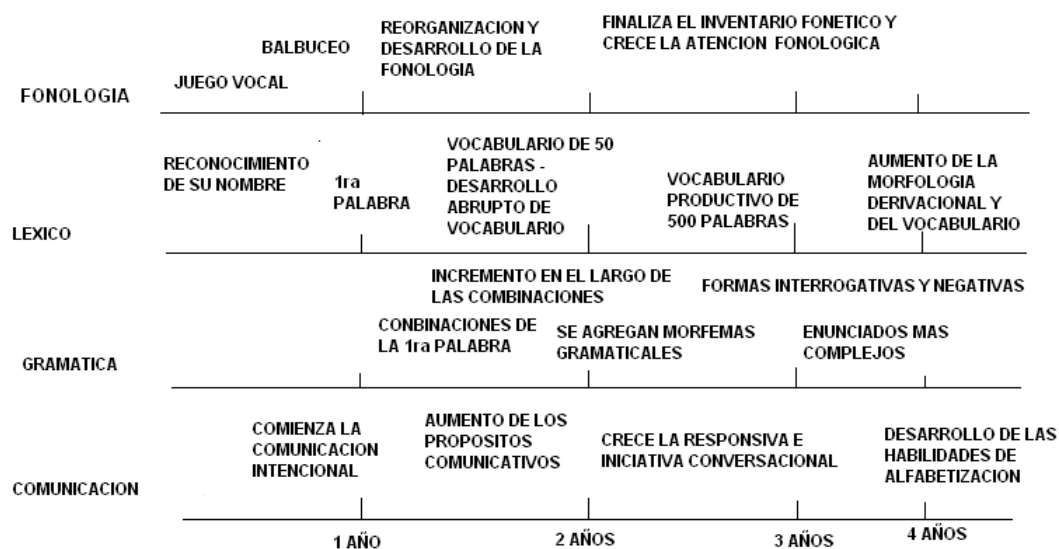 BALBUCEO
JUEGO VOCAL
REORGANIZACION Y
DESARROLLO DE LA
FONOLOGIA
FINALIZA EL INVENTARIO FONETICO Y
CRECE LA ATENCION FONOLOGICA
FONOLOGIA
RECONOCIMIENTO
DE SU NOMBRE
1ra
PALABRA
VOCABULARIO DE 50
PALABRAS -
DESARROLLO
ABRUPTO DE
VOCABULARIO
VOCABULARIO
PRODUCTIVO DE
500 PALABRAS
AUMENTO DE LA
MORFOLOGIA
DERIVACIONAL Y
DEL VOCABULARIO
LEXICO
INCREMENTO EN EL LARGO DE
LAS COMBINACIONES
FORMAS INTERROGATIVAS Y NEGATIVAS
CONBINACIONES DE
LA 1ra PALABRA
SE AGREGAN MORFEMAS
GRAMATICALES
ENUNCIADOS MAS
COMPLEJOS
GRAMATICA
COMIENZA LA
COMUNICACION
INTENCIONAL
AUMENTO DE LOS
PROPOSITOS
COMUNICATIVOS
CRECE LA RESPONSIVA E
INICIATIVA CONVERSACIONAL
DESARROLLO DE LAS
HABILIDADES DE
ALFABETIZACION
COMUNICACION
1 AÑO
2 AÑOS
3 AÑOS
4 AÑOS